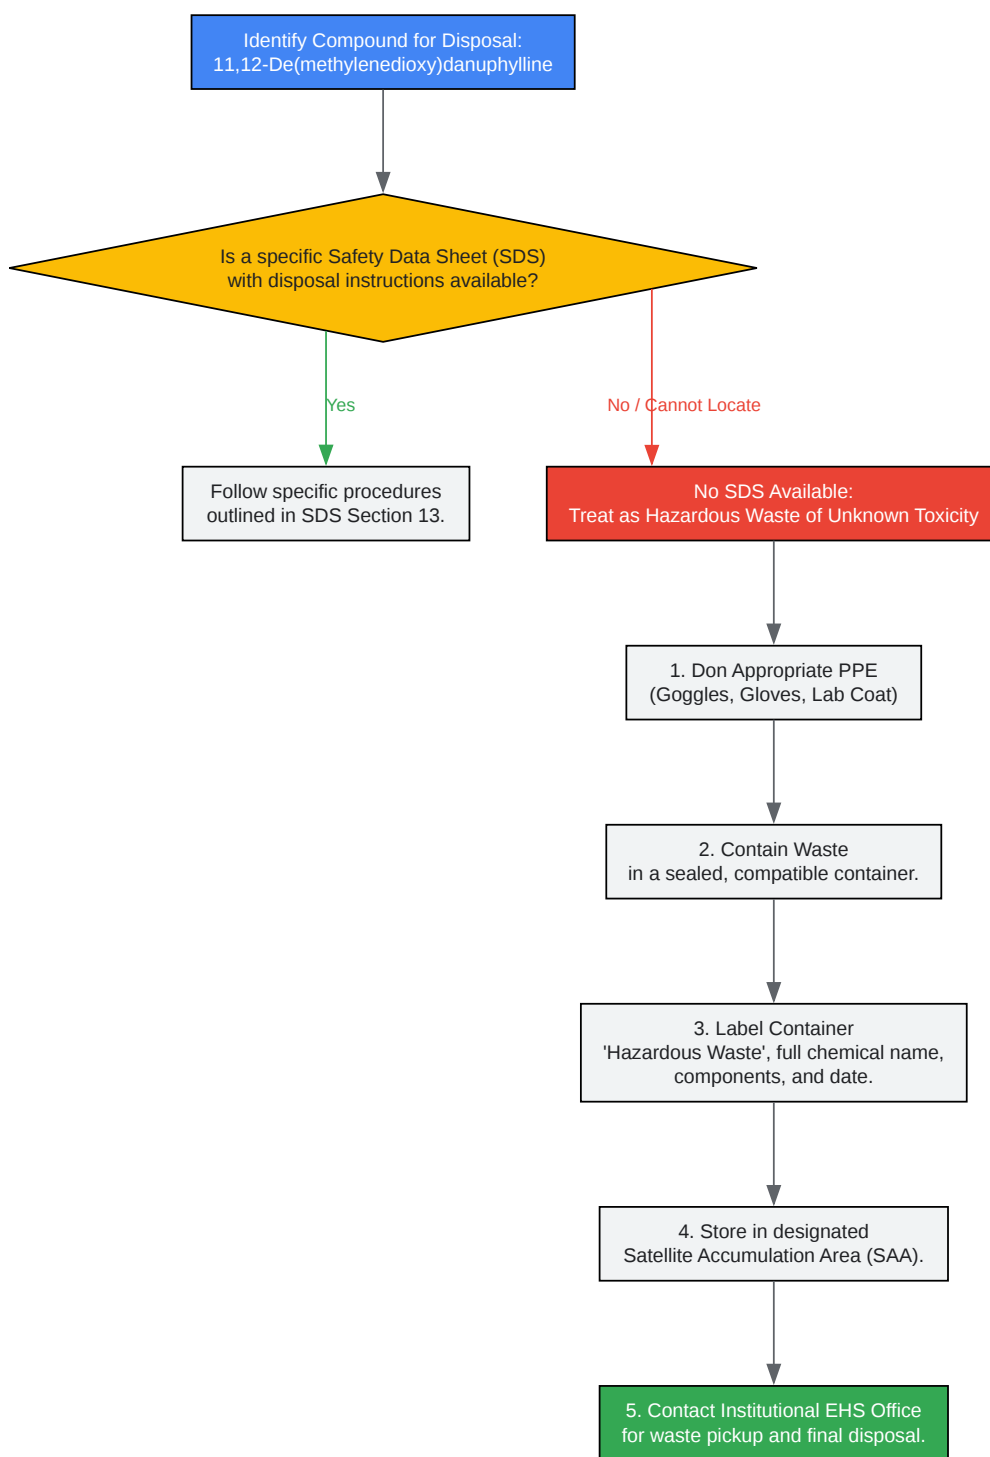 Identify Compound for Disposal:
11,12-De(methylenedioxy)danuphylline
Is a specific Safety Data Sheet (SDS)
with disposal instructions available?
Yes
No / Cannot Locate
Follow specific procedures
outlined in SDS Section 13.
No SDS Available:
Treat as Hazardous Waste of Unknown Toxicity
1. Don Appropriate PPE
(Goggles, Gloves, Lab Coat)
2. Contain Waste
in a sealed, compatible container.
3. Label Container
'Hazardous Waste', full chemical name,
components, and date.
4. Store in designated
Satellite Accumulation Area (SAA).
5. Contact Institutional EHS Office
for waste pickup and final disposal.